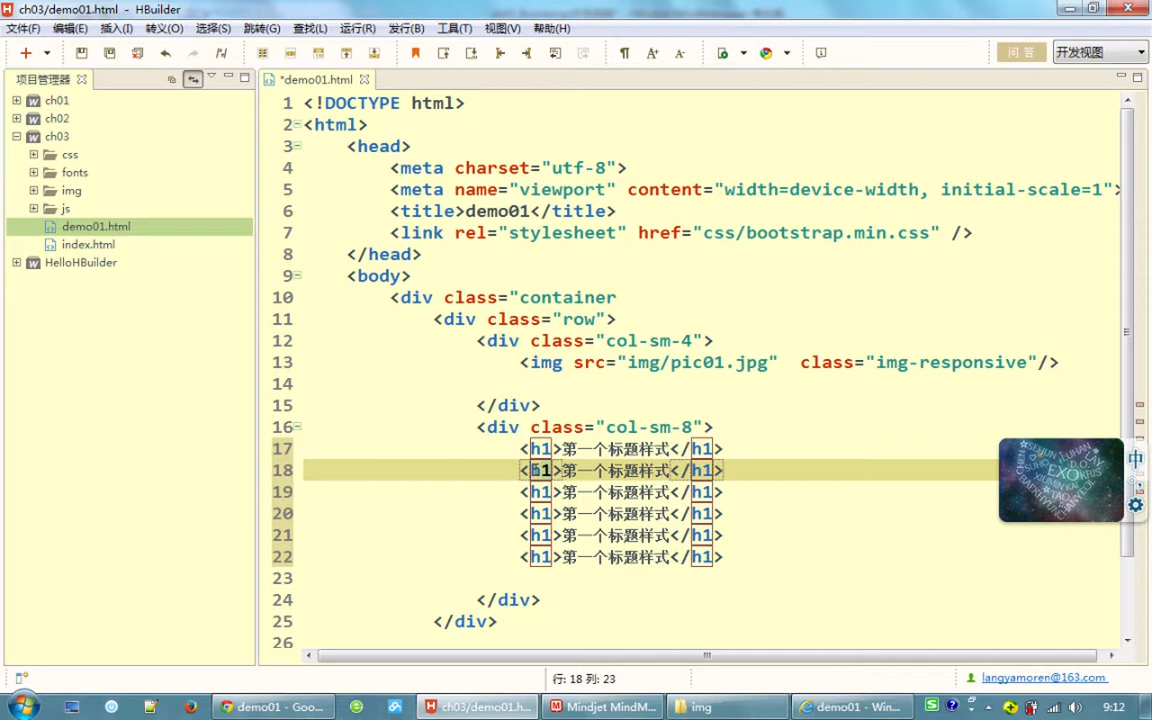 ch03/demo01.html - HBuilder
文件(F) 编辑(E) 插入(I) 转义(O) 选择(S) 跳转(G) 查找(L) 运行(R) 发行(B) 工具(T) 视图(V) 帮助(H)
问 答 开发视图
项目管理器
*demo01.html
ch01
ch02
ch03
css
fonts
img
js
demo01.html
index.html
HelloHBuilder
1 <!DOCTYPE html>
2 <html>
3 <head>
4 <meta charset="utf-8">
5 <meta name="viewport" content="width=device-width, initial-scale=1">
6 <title>demo01</title>
7 <link rel="stylesheet" href="css/bootstrap.min.css" />
8 </head>
9 <body>
10 <div class="container
11 <div class="row">
12 <div class="col-sm-4">
13 <img src="img/pic01.jpg" class="img-responsive"/>
14
15 </div>
16 <div class="col-sm-8">
17 <h1>第一个标题样式</h1>
18 <h1>第一个标题样式</h1>
19 <h1>第一个标题样式</h1>
20 <h1>第一个标题样式</h1>
21 <h1>第一个标题样式</h1>
22 <h1>第一个标题样式</h1>
23
24 </div>
25 </div>
26
中
EXO
行: 18 列: 23
langyamoren@163.com
demo01 - Goo...
ch03/demo01.h...
Mindjet MindM...
img
demo01 - Win...
9:12